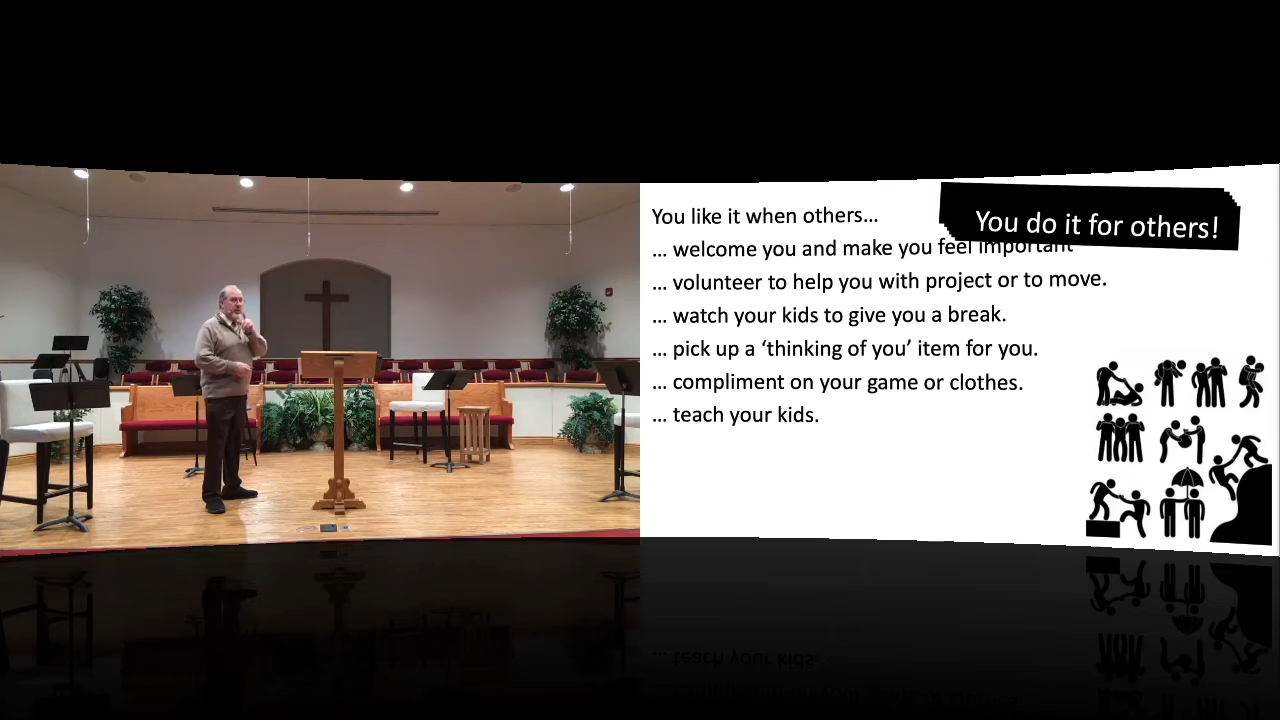 You like it when others...
You do it for others!
... welcome you and make you feel important
... volunteer to help you with project or to move.
... watch your kids to give you a break.
... pick up a ‘thinking of you’ item for you.
... compliment on your game or clothes.
... teach your kids.